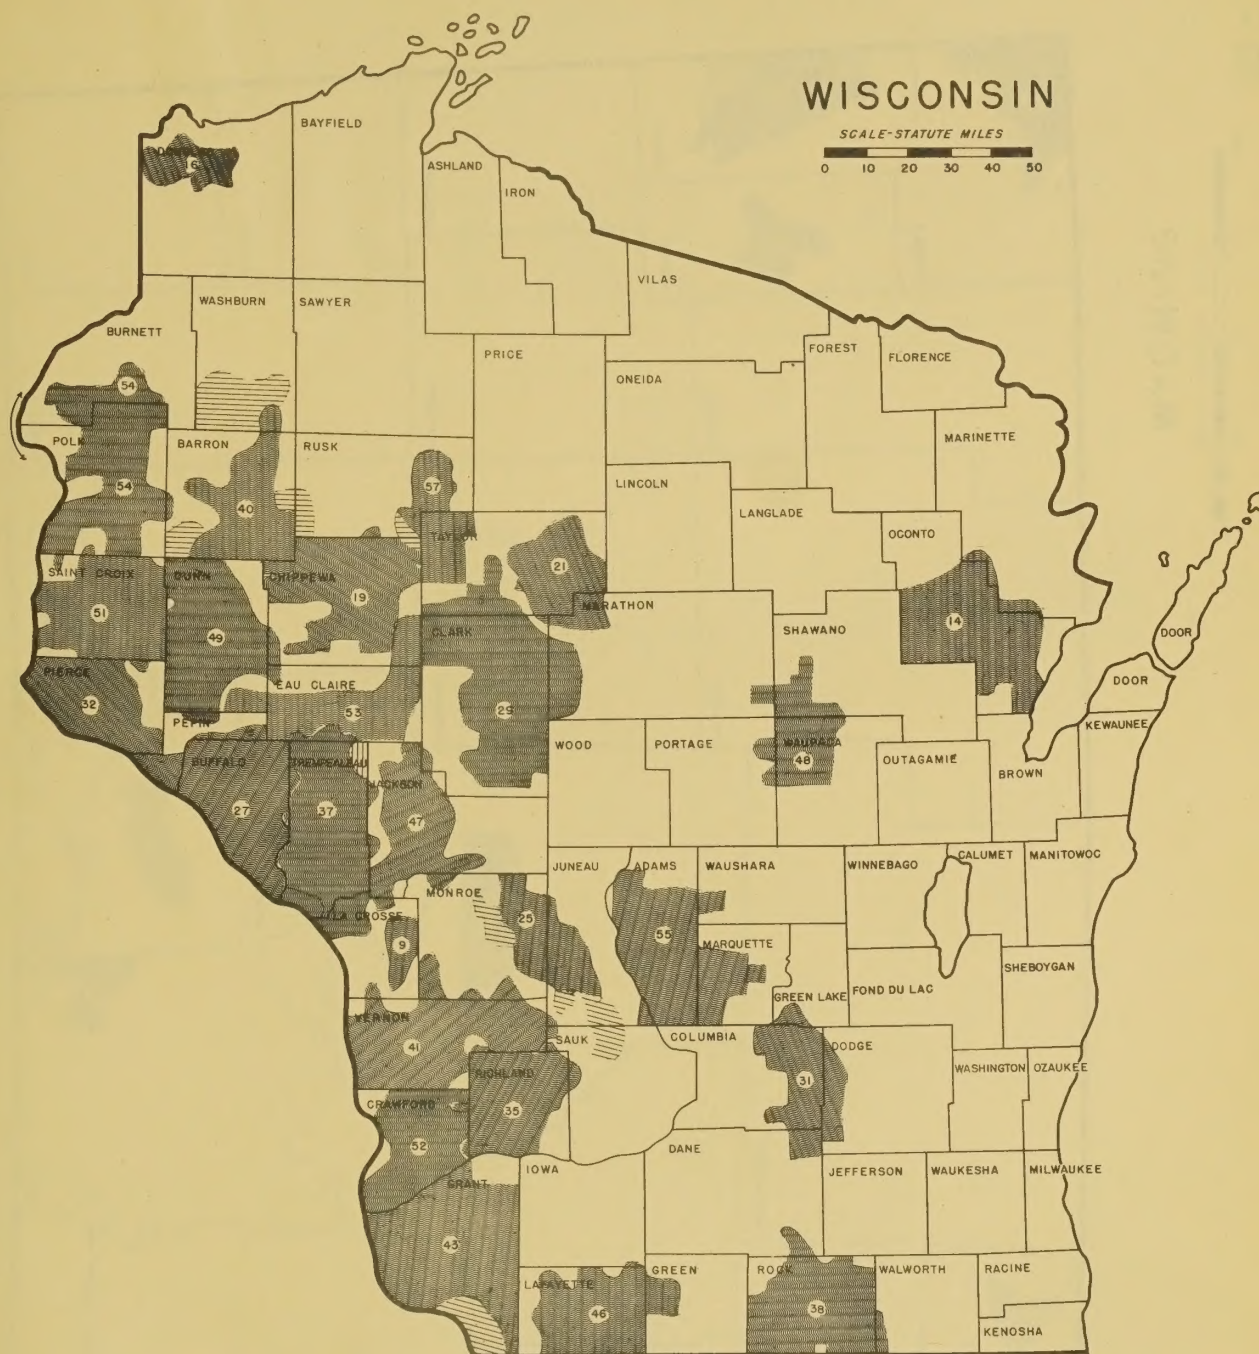 WISCONSIN
SCALE-STATUTE MILES
0 10 20 30 40 50
BAYFIELD
DOUGLAS
16
ASHLAND
IRON
VILAS
WASHBURN
SAWYER
BURNETT
PRICE
FOREST
FLORENCE
ONEIDA
54
POLK
BARRON
RUSK
MARINETTE
54
40
57
LINCOLN
LANGLADE
TAYLOR
OCONTO
21
SAINT CROIX
DUNN
CHIPPEWA
19
MARATHON
51
49
CLARK
SHAWANO
14
DOOR
PIERCE
32
EAU CLAIRE
53
29
DOOR
PEPIN
KEWAUNEE
BUFFALO
TREMPEALEAU
WOOD
PORTAGE
WAUPACA
48
OUTAGAMIE
BROWN
JACKSON
27
37
47
JUNEAU
ADAMS
WAUSHARA
WINNEBAGO
CALUMET
MANITOWOC
MONROE
LA CROSSE
25
9
55
MARQUETTE
GREEN LAKE
FOND DU LAC
SHEBOYGAN
VERNON
41
SAUK
COLUMBIA
DODGE
WASHINGTON
OZAUKEE
RICHLAND
31
CRAWFORD
35
52
DANE
IOWA
JEFFERSON
WAUKESHA
MILWAUKEE
GRANT
43
LAFAYETTE
GREEN
ROCK
WALWORTH
RACINE
46
38
KENOSHA